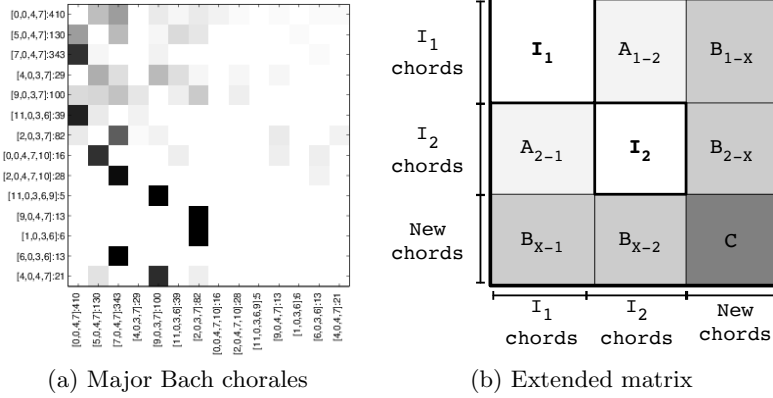 [0,0,4,7]:410
[5,0,4,7]:130
[7,0,4,7]:343
[4,0,3,7]:29
[9,0,3,7]:100
[11,0,3,6]:39
[2,0,3,7]:82
[0,0,4,7,10]:16
[2,0,4,7,10]:28
[11,0,3,6,9]:5
[9,0,4,7]:13
[1,0,3,6]:6
[6,0,3,6]:13
[4,0,4,7]:21
[0,0,4,7]:410
[5,0,4,7]:130
[7,0,4,7]:343
[4,0,3,7]:29
[9,0,3,7]:100
[11,0,3,6]:39
[2,0,3,7]:82
[0,0,4,7,10]:16
[2,0,4,7,10]:28
[11,0,3,6,9]:5
[9,0,4,7]:13
[1,0,3,6]:6
[6,0,3,6]:13
[4,0,4,7]:21
(a) Major Bach chorales
I1
chords
I2
chords
New
chords
I1 A1-2 B1-X
A2-1 I2 B2-X
BX-1 BX-2 C
I1
chords
I2
chords
New
chords
(b) Extended matrix